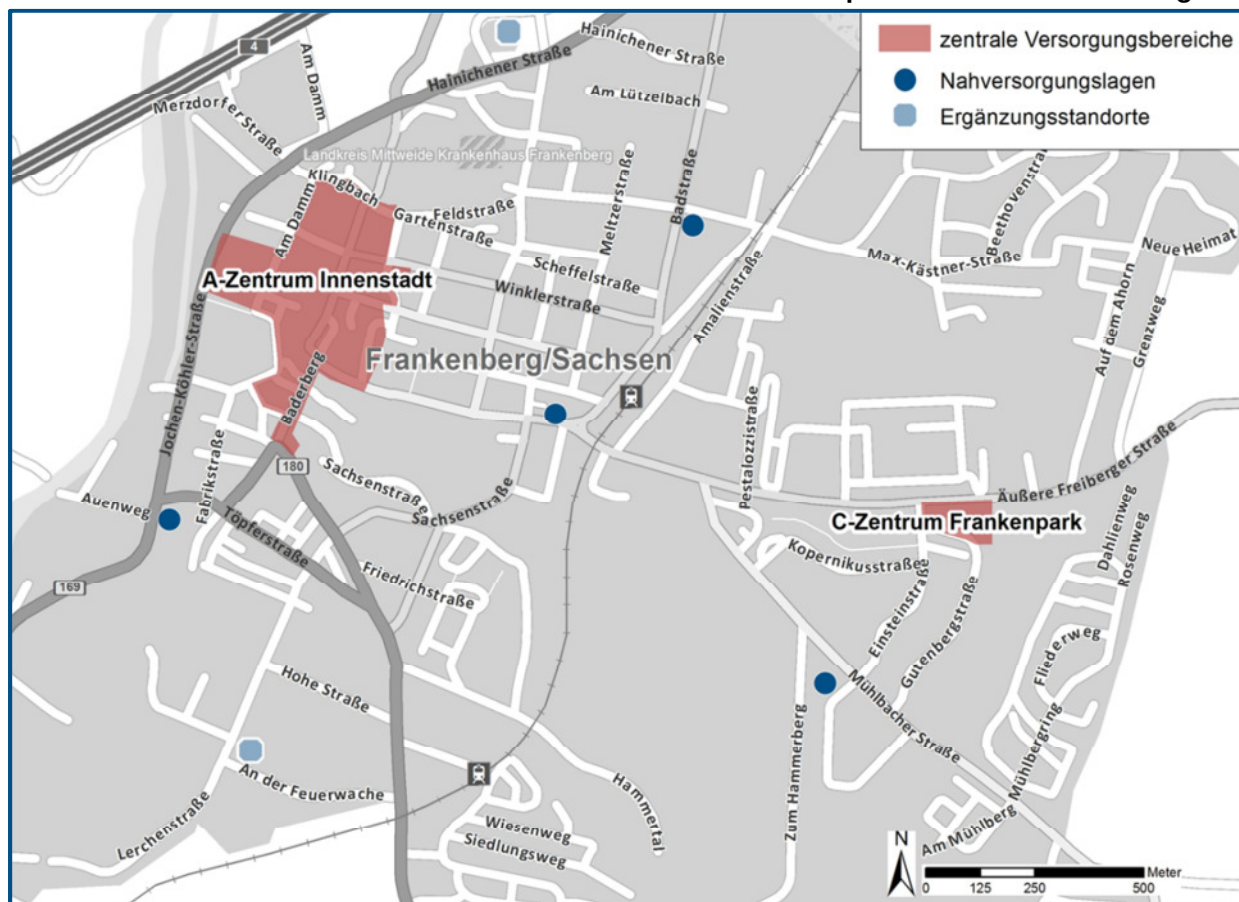 zentrale Versorgungsbereiche
Nahversorgungslagen
Ergänzungsstandorte
4
Am Damm
Merzdorfer Straße
Hainichener Straße
Hainichener Straße
Am Lützelbach
Landkreis Mittweide Krankenhaus Frankenberg
Klingbach
Am Damm
Gartenstraße
Feldstraße
Meltzerstraße
Badstraße
Scheffelstraße
Winklerstraße
Amalienstraße
Max-Kästner-Straße
Neue Heimat
Auf dem Ahorn
Grenzweg
A-Zentrum Innenstadt
Frankenberg/Sachsen
Jochen-Köhler-Straße
Baderberg
Fabrikstraße
180
Sachsenstraße
Sachsenstraße
Auenweg
Töpferstraße
169
Friedrichstraße
Pestalozzistraße
Äußere Freiberger Straße
C-Zentrum Frankenpark
Kopernikusstraße
Einsteinstraße
Gutenbergstraße
Dahlienweg
Rosenweg
Fliederweg
Mühlbergring
Am Mühlberg
Mühlbacher Straße
Zum Hammerberg
Hohe Straße
An der Feuerwache
Lerchenstraße
Hammertal
Wiesenweg
Siedlungsweg
N
Meter
0 125 250 500